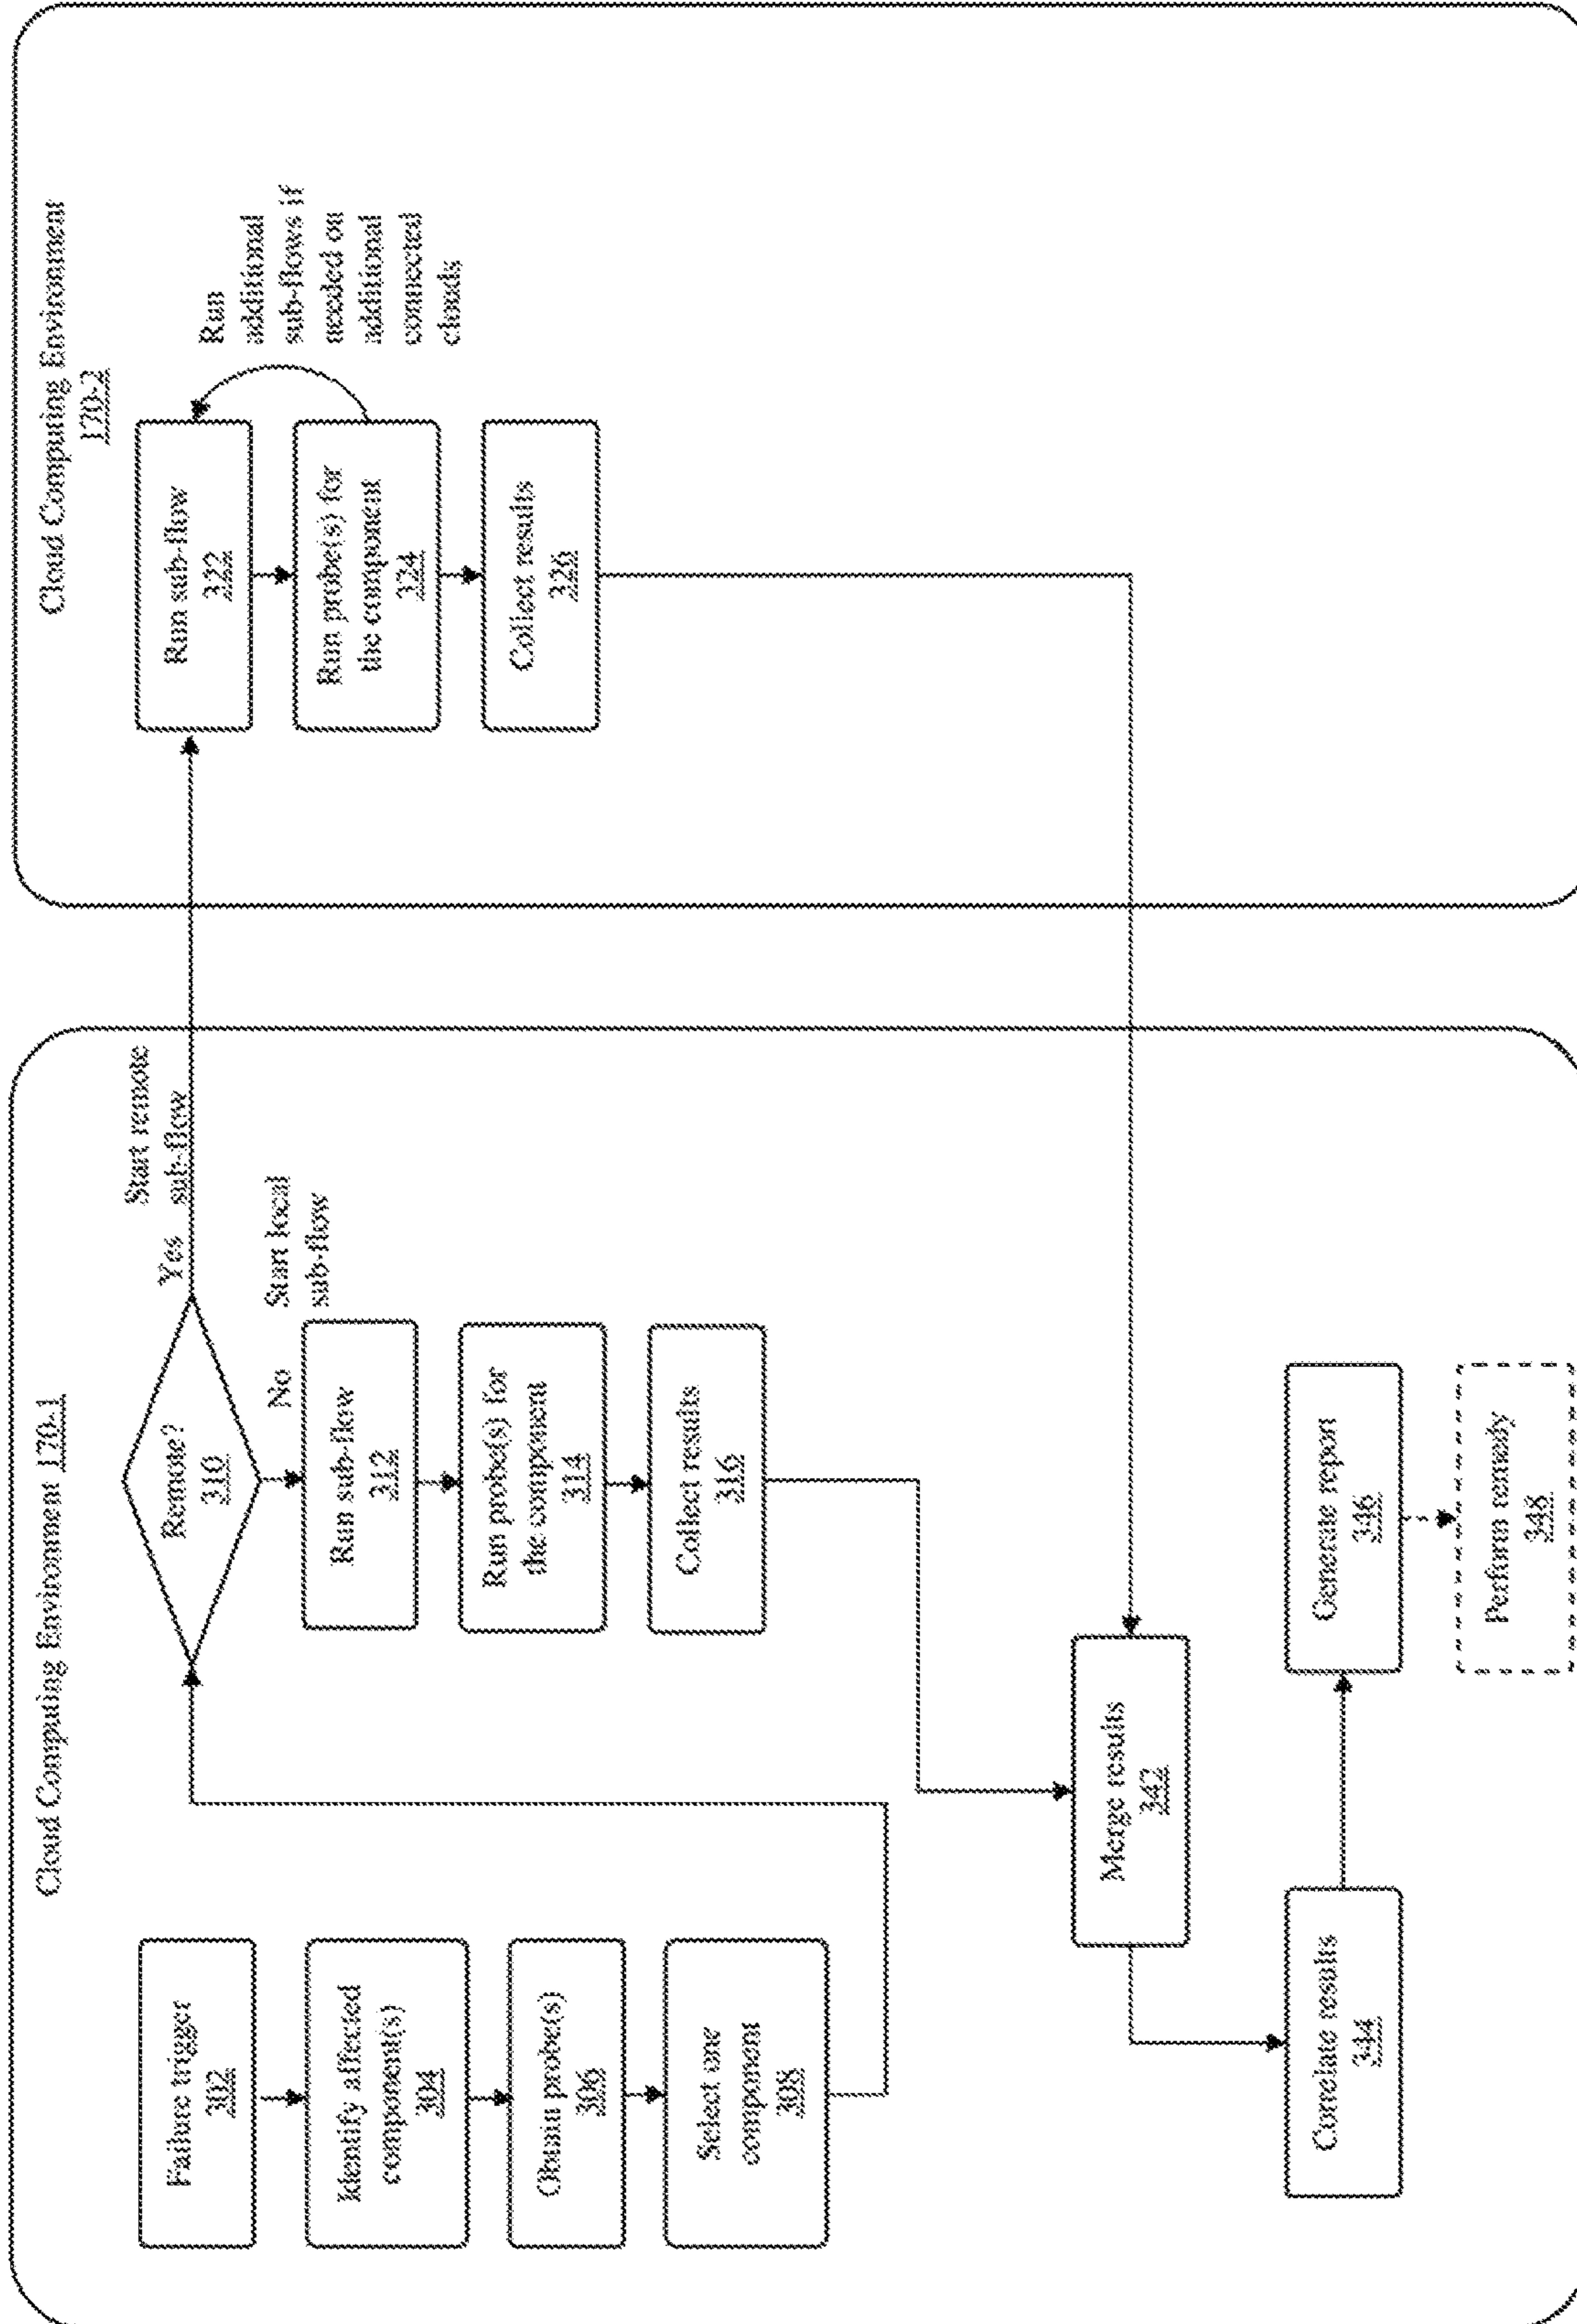 Cloud Computing Environment 170-1
Failure trigger
302
Identify affected
component(s)
304
Obtain probe(s)
306
Select one
component
308
Remote?
310
Yes
Start remote
sub-flow
No
Start local
sub-flow
Run sub-flow
312
Run probe(s) for
the component
314
Collect results
316
Merge results
342
Correlate results
344
Generate report
346
Perform remedy
348
Cloud Computing Environment
170-2
Run sub-flow
322
Run probe(s) for
the component
324
Collect results
326
Run
additional
sub-flows if
needed on
additional
connected
clouds